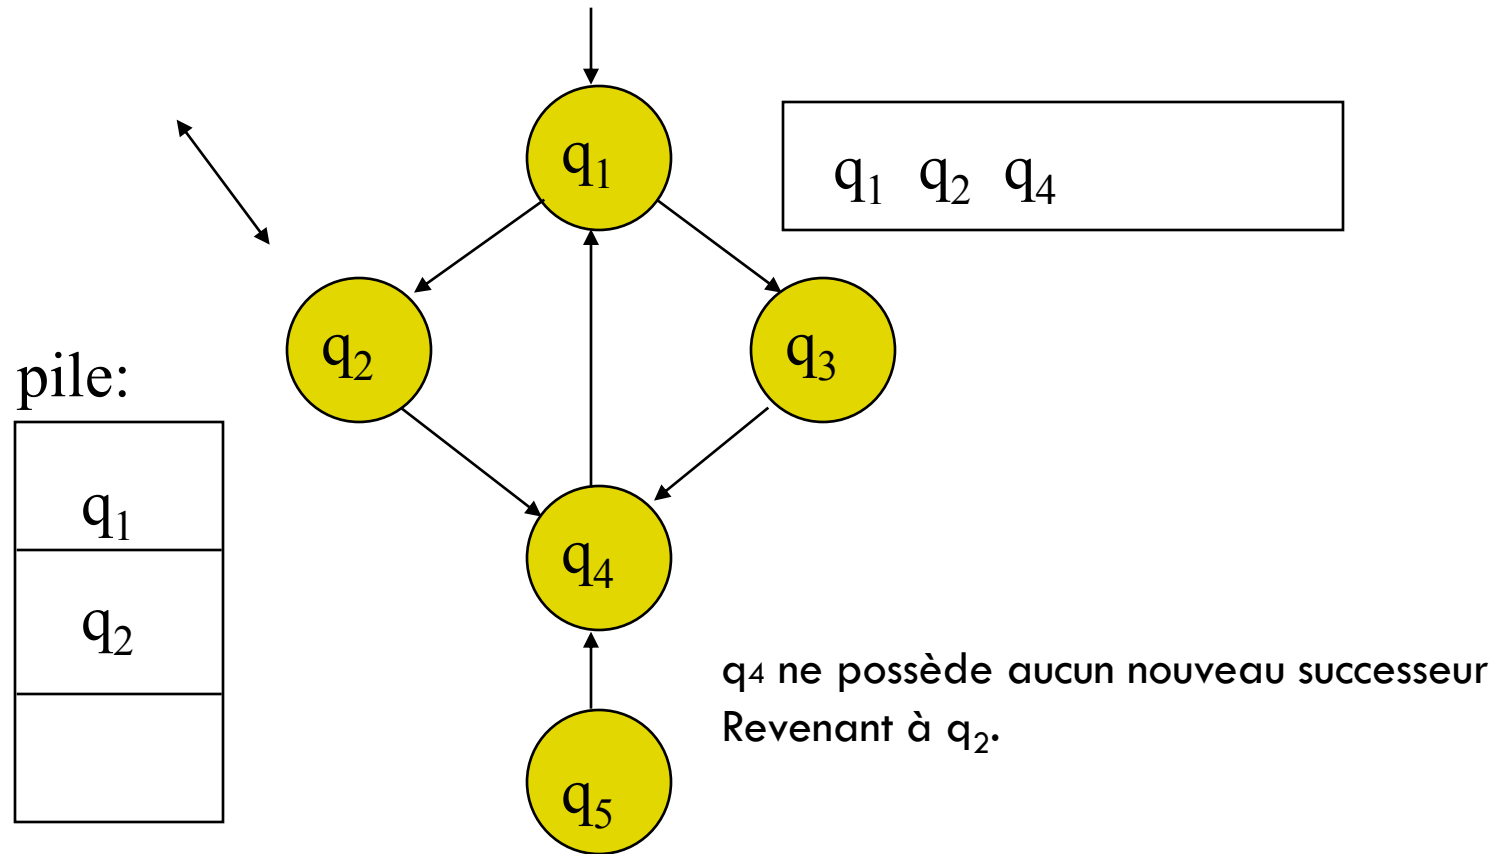 q₁
q₁ q₂ q₄
q₂
q₃
pile:
q₁
q₄
q₂
q₄ ne possède aucun nouveau successeur
Revenant à q₂.
q₅